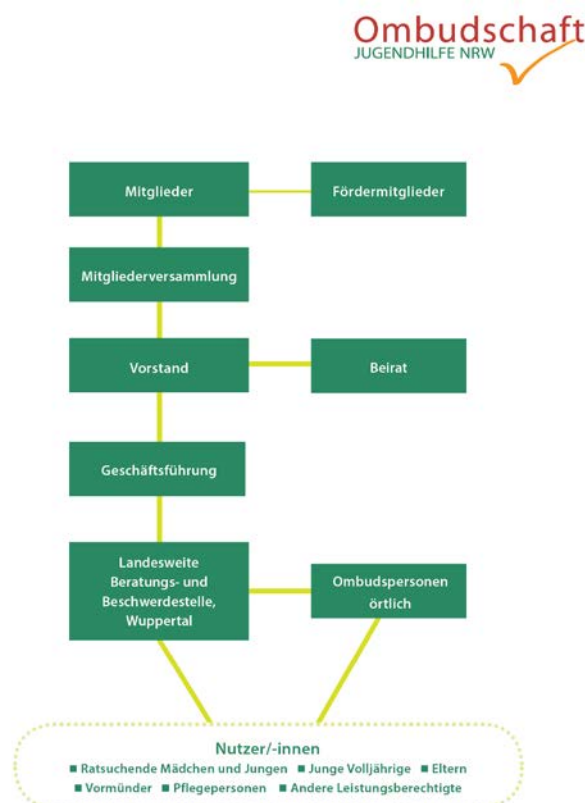 Ombudschaft
JUGENDHILFE NRW
Mitglieder
Fördermitglieder
Mitgliederversammlung
Vorstand
Beirat
Geschäftsführung
Landesweite
Beratungs- und
Beschwerdestelle,
Wuppertal
Ombudspersonen
örtlich
Nutzer/-innen
■ Ratsuchende Mädchen und Jungen ■ Junge Volljährige ■ Eltern
■ Vormünder ■ Pflegepersonen ■ Andere Leistungsberechtigte